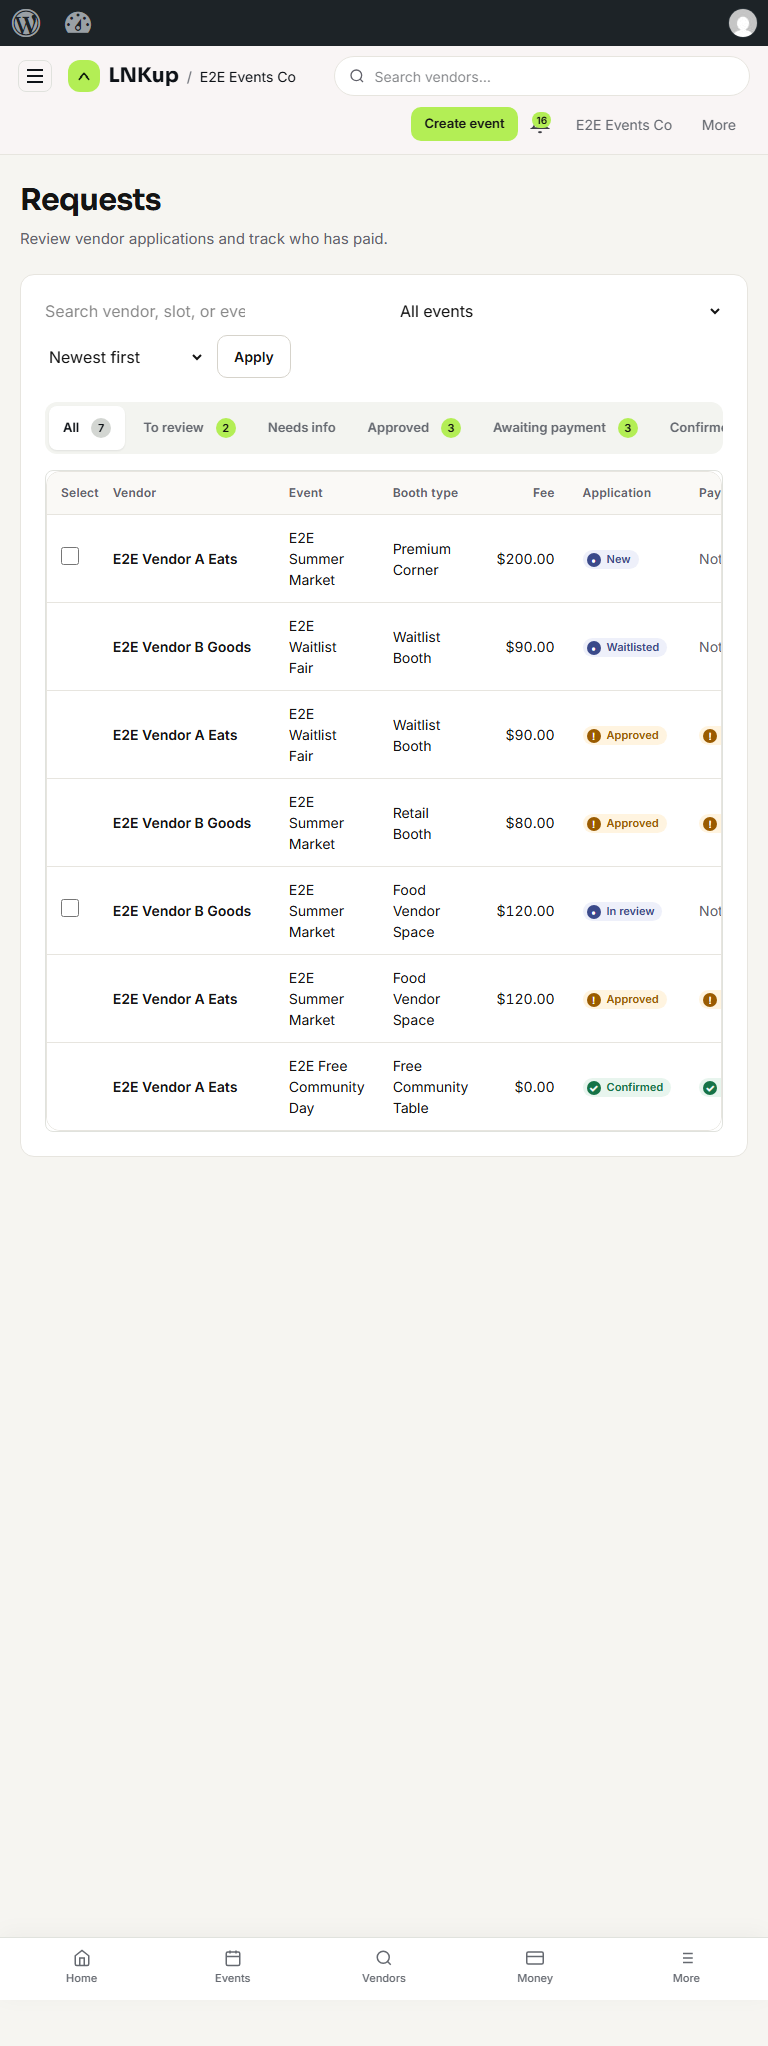 LNKup / E2E Events Co
Search vendors...
Create event
16
E2E Events Co
More
Requests
Review vendor applications and track who has paid.
Search vendor, slot, or eve
All events
Newest first
Apply
All 7
To review 2
Needs info
Approved 3
Awaiting payment 3
Confirme
Select Vendor Event Booth type Fee Application Pay
E2E Vendor A Eats
E2E
Summer
Market
Premium
Corner
$200.00
New
Not
E2E Vendor B Goods
E2E
Waitlist
Fair
Waitlist
Booth
$90.00
Waitlisted
Not
E2E Vendor A Eats
E2E
Waitlist
Fair
Waitlist
Booth
$90.00
Approved
E2E Vendor B Goods
E2E
Summer
Market
Retail
Booth
$80.00
Approved
E2E Vendor B Goods
E2E
Summer
Market
Food
Vendor
Space
$120.00
In review
Not
E2E Vendor A Eats
E2E
Summer
Market
Food
Vendor
Space
$120.00
Approved
E2E Vendor A Eats
E2E Free
Community
Day
Free
Community
Table
$0.00
Confirmed
Home
Events
Vendors
Money
More